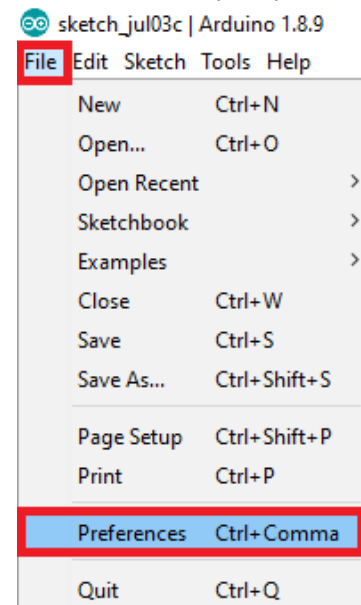 sketch_jul03c | Arduino 1.8.9
File Edit Sketch Tools Help
New Ctrl+N
Open... Ctrl+O
Open Recent >
Sketchbook >
Examples >
Close Ctrl+W
Save Ctrl+S
Save As... Ctrl+Shift+S
Page Setup Ctrl+Shift+P
Print Ctrl+P
Preferences Ctrl+Comma
Quit Ctrl+Q